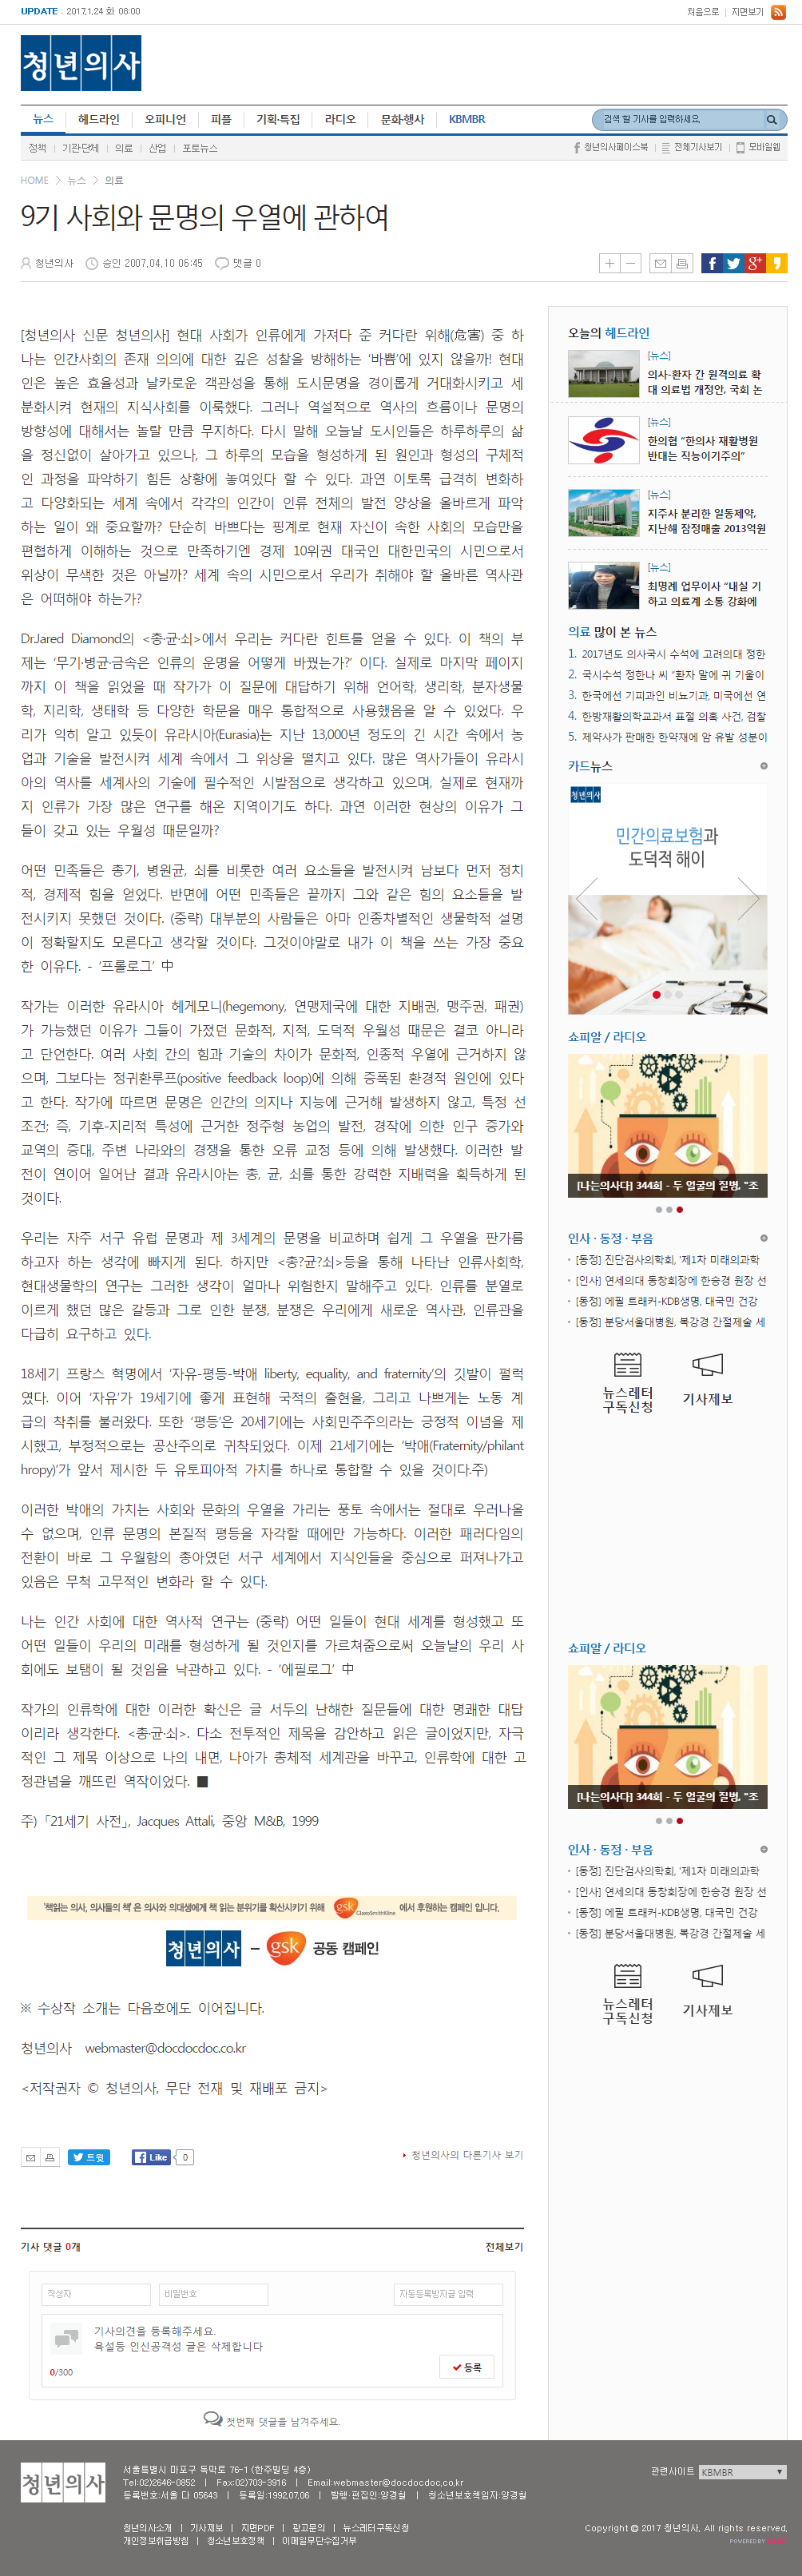 UPDATE : 2017.1.24 화 08:00
처음으로 | 지면보기
청년의사
뉴스 헤드라인 오피니언 피플 기획·특집 라디오 문화·행사 KBMBR
검색 할 기사를 입력하세요.
정책 기관·단체 의료 산업 포토뉴스
청년의사페이스북 전체기사보기 모바일웹
HOME > 뉴스 > 의료
9기 사회와 문명의 우열에 관하여
청년의사 승인 2007.04.10 06:45 댓글 0
[청년의사 신문 청년의사] 현대 사회가 인류에게 가져다 준 커다란 위해(危害) 중 하
나는 인간사회의 존재 의의에 대한 깊은 성찰을 방해하는 '바쁨'에 있지 않을까! 현대
인은 높은 효율성과 날카로운 객관성을 통해 도시문명을 경이롭게 거대화시키고 세
분화시켜 현재의 지식사회를 이룩했다. 그러나 역설적으로 역사의 흐름이나 문명의
방향성에 대해서는 놀랄 만큼 무지하다. 다시 말해 오늘날 도시인들은 하루하루의 삶
을 정신없이 살아가고 있으나, 그 하루의 모습을 형성하게 된 원인과 형성의 구체적
인 과정을 파악하기 힘든 상황에 놓여있다 할 수 있다. 과연 이토록 급격히 변화하
고 다양화되는 세계 속에서 각각의 인간이 인류 전체의 발전 양상을 올바르게 파악
하는 일이 왜 중요할까? 단순히 바쁘다는 핑계로 현재 자신이 속한 사회의 모습만을
편협하게 이해하는 것으로 만족하기엔 경제 10위권 대국인 대한민국의 시민으로서
위상이 무색한 것은 아닐까? 세계 속의 시민으로서 우리가 취해야 할 올바른 역사관
은 어떠해야 하는가?
DrJared Diamond의 <총·균·쇠>에서 우리는 커다란 힌트를 얻을 수 있다. 이 책의 부
제는 '무기·병균·금속은 인류의 운명을 어떻게 바꿨는가?' 이다. 실제로 마지막 페이지
까지 이 책을 읽었을 때 작가가 이 질문에 대답하기 위해 언어학, 생리학, 분자생물
학, 지리학, 생태학 등 다양한 학문을 매우 통합적으로 사용했음을 알 수 있었다. 우
리가 익히 알고 있듯이 유라시아(Eurasia)는 지난 13,000년 정도의 긴 시간 속에서 농
업과 기술을 발전시켜 세계 속에서 그 위상을 떨치고 있다. 많은 역사가들이 유라시
아의 역사를 세계사의 기술에 필수적인 시발점으로 생각하고 있으며, 실제로 현재까
지 인류가 가장 많은 연구를 해온 지역이기도 하다. 과연 이러한 현상의 이유가 그
들이 갖고 있는 우월성 때문일까?
어떤 민족들은 총기, 병원균, 쇠를 비롯한 여러 요소들을 발전시켜 남보다 먼저 정치
적, 경제적 힘을 얻었다. 반면에 어떤 민족들은 끝까지 그와 같은 힘의 요소들을 발
전시키지 못했던 것이다. (중략) 대부분의 사람들은 아마 인종차별적인 생물학적 설명
이 정확할지도 모른다고 생각할 것이다. 그것이야말로 내가 이 책을 쓰는 가장 중요
한 이유다. - '프롤로그' 中
작가는 이러한 유라시아 헤게모니(hegemony, 연맹제국에 대한 지배권, 맹주권, 패권)
가 가능했던 이유가 그들이 가졌던 문화적, 지적, 도덕적 우월성 때문은 결코 아니라
고 단언한다. 여러 사회 간의 힘과 기술의 차이가 문화적, 인종적 우열에 근거하지 않
으며, 그보다는 정귀환루프(positive feedback loop)에 의해 증폭된 환경적 원인에 있다
고 한다. 작가에 따르면 문명은 인간의 의지나 지능에 근거해 발생하지 않고, 특정 선
조건; 즉, 기후-지리적 특성에 근거한 정주형 농업의 발전, 경작에 의한 인구 증가와
교역의 증대, 주변 나라와의 경쟁을 통한 오류 교정 등에 의해 발생했다. 이러한 발
전이 연이어 일어난 결과 유라시아는 총, 균, 쇠를 통한 강력한 지배력을 획득하게 된
것이다.
우리는 자주 서구 유럽 문명과 제 3세계의 문명을 비교하며 쉽게 그 우열을 판가름
하고자 하는 생각에 빠지게 된다. 하지만 <총?균?쇠>등을 통해 나타난 인류사회학,
현대생물학의 연구는 그러한 생각이 얼마나 위험한지 말해주고 있다. 인류를 분열로
이르게 했던 많은 갈등과 그로 인한 분쟁, 분쟁은 우리에게 새로운 역사관, 인류관을
다급히 요구하고 있다.
18세기 프랑스 혁명에서 '자유-평등-박애 liberty, equality, and fraternity'의 깃발이 펄럭
였다. 이어 '자유'가 19세기에 좋게 표현해 국적의 출현을, 그리고 나쁘게는 노동 계
급의 착취를 불러왔다. 또한 '평등'은 20세기에는 사회민주주의라는 긍정적 이념을 제
시했고, 부정적으로는 공산주의로 귀착되었다. 이제 21세기에는 '박애(Fraternity/philant
hropy)'가 앞서 제시한 두 유토피아적 가치를 하나로 통합할 수 있을 것이다.주)
이러한 박애의 가치는 사회와 문화의 우열을 가리는 풍토 속에서는 절대로 우러나올
수 없으며, 인류 문명의 본질적 평등을 자각할 때에만 가능하다. 이러한 패러다임의
전환이 바로 그 우월함의 종아였던 서구 세계에서 지식인들을 중심으로 퍼져나가고
있음은 무척 고무적인 변화라 할 수 있다.
나는 인간 사회에 대한 역사적 연구는 (중략) 어떤 일들이 현대 세계를 형성했고 또
어떤 일들이 우리의 미래를 형성하게 될 것인지를 가르쳐줌으로써 오늘날의 우리 사
회에도 보탬이 될 것임을 낙관하고 있다. - '에필로그' 中
작가의 인류학에 대한 이러한 확신은 글 서두의 난해한 질문들에 대한 명쾌한 대답
이리라 생각한다. <총·균·쇠>. 다소 전투적인 제목을 감안하고 읽은 글이었지만, 자극
적인 그 제목 이상으로 나의 내면, 나아가 총체적 세계관을 바꾸고, 인류학에 대한 고
정관념을 깨뜨린 역작이었다. ■
주) 「21세기 사전」, Jacques Attali, 중앙 M&B, 1999
'책읽는 의사, 의사들의 책' 은 의사와 의대생에게 책 읽는 분위기를 확산시키기 위해 gsk GlaxoSmithKline 에서 후원하는 캠페인 입니다.
청년의사 – gsk 공동 캠페인
※ 수상작 소개는 다음호에도 이어집니다.
청년의사 webmaster@docdocdoc.co.kr
<저작권자 © 청년의사, 무단 전재 및 재배포 금지>
트윗 Like 0
청년의사의 다른기사 보기
기사 댓글 0개 전체보기
작성자 비밀번호 자동등록방지글 입력
기사의견을 등록해주세요.
욕설등 인신공격성 글은 삭제합니다
0/300 등록
첫번째 댓글을 남겨주세요.
오늘의 헤드라인
[뉴스]
의사-환자 간 원격의료 확
대 의료법 개정안, 국회 논
[뉴스]
한의협 "한의사 재활병원
반대는 직능이기주의"
[뉴스]
지주사 분리한 일동제약,
지난해 잠정매출 2013억원
[뉴스]
최명례 업무이사 "내실 기
하고 의료계 소통 강화에
의료 많이 본 뉴스
1. 2017년도 의사국시 수석에 고려의대 정한
2. 국시수석 정한나 씨 "환자 말에 귀 기울이
3. 한국에선 기피과인 비뇨기과, 미국에선 연
4. 한방재활의학교과서 표절 의혹 사건, 검찰
5. 제약사가 판매한 한약재에 암 유발 성분이
카드뉴스
청년의사
민간의료보험과
도덕적 해이
쇼피알 / 라디오
[나는의사다] 344회 - 두 얼굴의 질병, "조
인사 · 동정 · 부음
[동정] 진단검사의학회, '제1차 미래의과학
[인사] 연세의대 동창회장에 한승경 원장 선
[동정] 에필 트래커-KDB생명, 대국민 건강
[동정] 분당서울대병원, 복강경 간절제술 세
뉴스레터
구독신청
기사제보
쇼피알 / 라디오
[나는의사다] 344회 - 두 얼굴의 질병, "조
인사 · 동정 · 부음
[동정] 진단검사의학회, '제1차 미래의과학
[인사] 연세의대 동창회장에 한승경 원장 선
[동정] 에필 트래커-KDB생명, 대국민 건강
[동정] 분당서울대병원, 복강경 간절제술 세
뉴스레터
구독신청
기사제보
청년의사
서울특별시 마포구 독막로 76-1 (한주빌딩 4층)
Tel:02)2646-0852 | Fax:02)703-3916 | Email:webmaster@docdocdoc.co.kr
등록번호:서울 다 05643 | 등록일:1992.07.06 | 발행·편집인:양경철 | 청소년보호책임자:양경철
관련사이트 KBMBR
청년의사소개 | 기사제보 | 지면PDF | 광고문의 | 뉴스레터구독신청
개인정보취급방침 | 청소년보호정책 | 이메일무단수집거부
Copyright © 2017 청년의사. All rights reserved.
POWERED BY